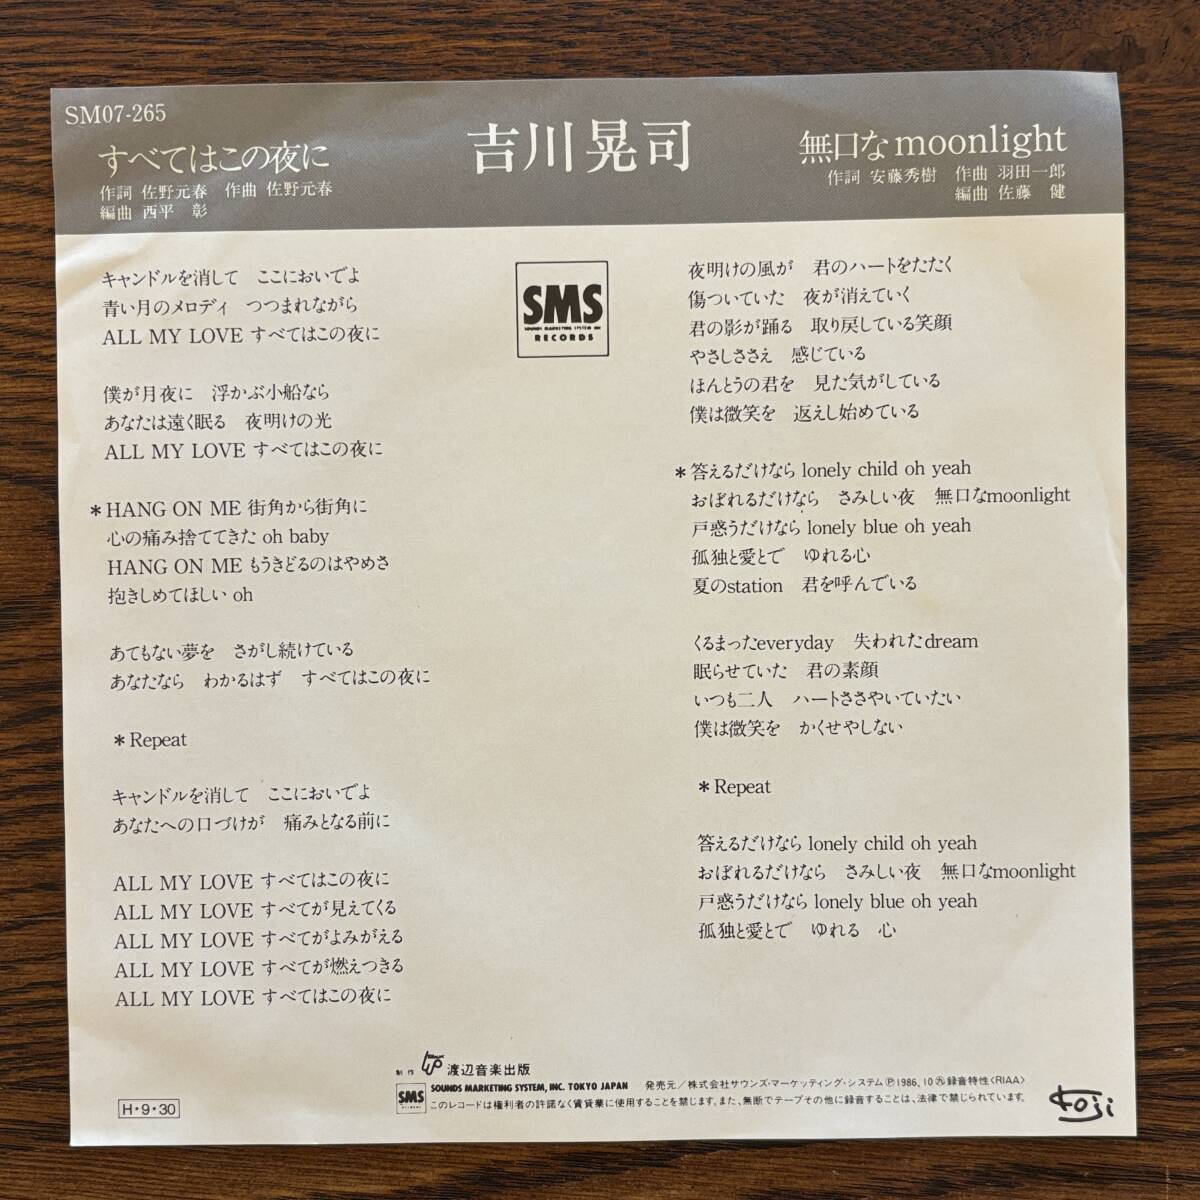 SM07-265
すべてはこの夜に
作詞 佐野元春　作曲 佐野元春
編曲 西平　彰
吉川晃司
無口なmoonlight
作詞 安藤秀樹　作曲 羽田一郎
編曲 佐藤　健
キャンドルを消して　ここにおいでよ
青い月のメロディ　つつまれながら
ALL MY LOVE すべてはこの夜に
僕が月夜に　浮かぶ小船なら
あなたは遠く眠る　夜明けの光
ALL MY LOVE すべてはこの夜に
＊HANG ON ME 街角から街角に
心の痛み捨ててきた oh baby
HANG ON ME もうきどるのはやめさ
抱きしめてほしい oh
あてもない夢を　さがし続けている
あなたなら　わかるはず　すべてはこの夜に
＊Repeat
キャンドルを消して　ここにおいでよ
あなたへの口づけが　痛みとなる前に
ALL MY LOVE すべてはこの夜に
ALL MY LOVE すべてが見えてくる
ALL MY LOVE すべてがよみがえる
ALL MY LOVE すべてが燃えつきる
ALL MY LOVE すべてはこの夜に
SMS
SOUNDS MARKETING SYSTEM INC
RECORDS
夜明けの風が　君のハートをたたく
傷ついていた　夜が消えていく
君の影が踊る　取り戻している笑顔
やさしささえ　感じている
ほんとうの君を　見た気がしている
僕は微笑を　返えし始めている
＊答えるだけなら lonely child oh yeah
おぼれるだけなら　さみしい夜　無口なmoonlight
戸惑うだけなら lonely blue oh yeah
孤独と愛とで　ゆれる心
夏のstation　君を呼んでいる
くるまったeveryday　失われたdream
眠らせていた　君の素顔
いつも二人　ハートささやいていたい
僕は微笑を　かくせやしない
＊Repeat
答えるだけなら lonely child oh yeah
おぼれるだけなら　さみしい夜　無口なmoonlight
戸惑うだけなら lonely blue oh yeah
孤独と愛とで　ゆれる　心
制作 渡辺音楽出版
SMS SOUNDS MARKETING SYSTEM, INC. TOKYO JAPAN　発売元／株式会社サウンズ・マーケッティング・システム Ⓟ1986, 10 録音特性〈RIAA〉
このレコードは権利者の許諾なく賃貸業に使用することを禁じます。また、無断でテープその他に録音することは、法律で禁じられています。
H・9・30
Koji